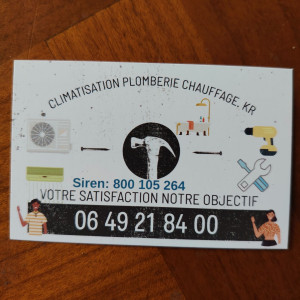 CLIMATISATION PLOMBERIE CHAUFFAGE, KR
Siren: 800 105 264
VOTRE SATISFACTION NOTRE OBJECTIF
06 49 21 84 00